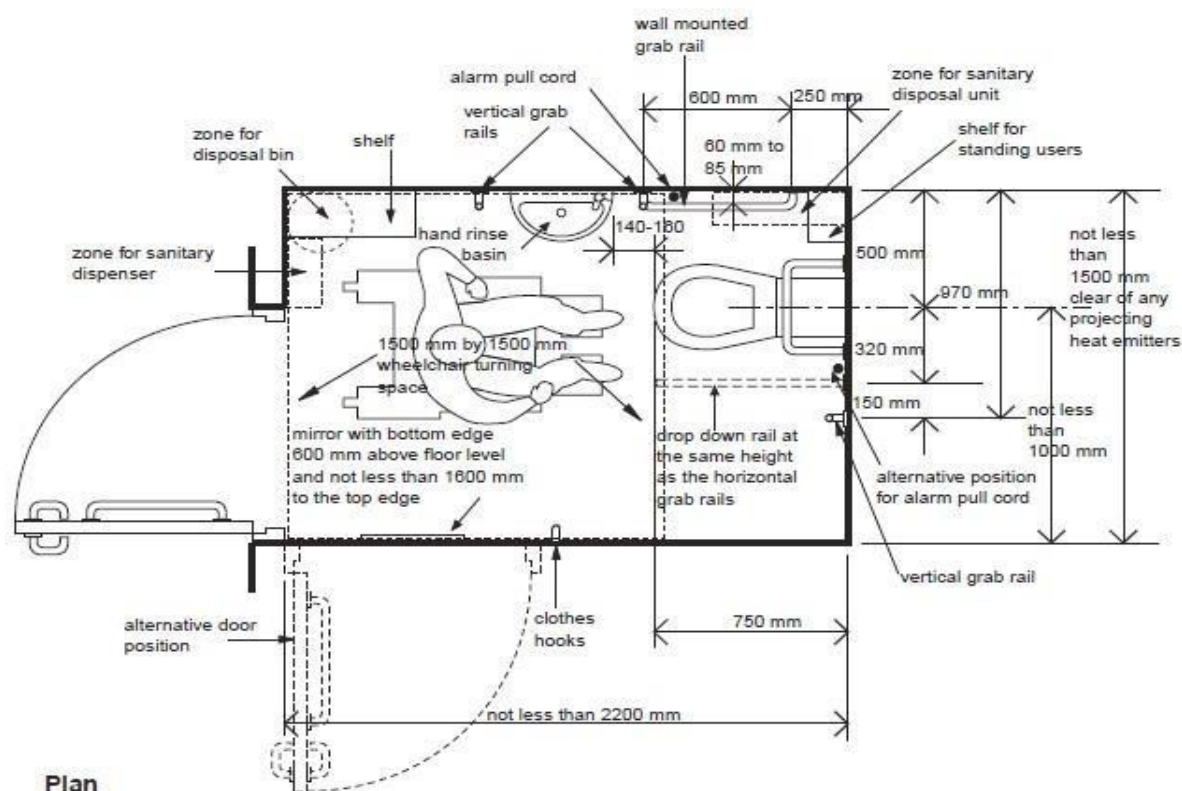 wall mounted
grab rail
alarm pull cord
600 mm
250 mm
zone for sanitary
disposal unit
vertical grab
rails
zone for
disposal bin
shelf
60 mm to
85 mm
shelf for
standing users
hand rinse
basin
140-160
zone for sanitary
dispenser
500 mm
not less
than
1500 mm
clear of any
projecting
heat emitters
970 mm
1500 mm by 1500 mm
wheelchair turning
space
320 mm
150 mm
mirror with bottom edge
600 mm above floor level
and not less than 1600 mm
to the top edge
drop down rail at
the same height
as the horizontal
grab rails
not less
than
1000 mm
alternative position
for alarm pull cord
vertical grab rail
alternative door
position
clothes
hooks
750 mm
not less than 2200 mm
Plan